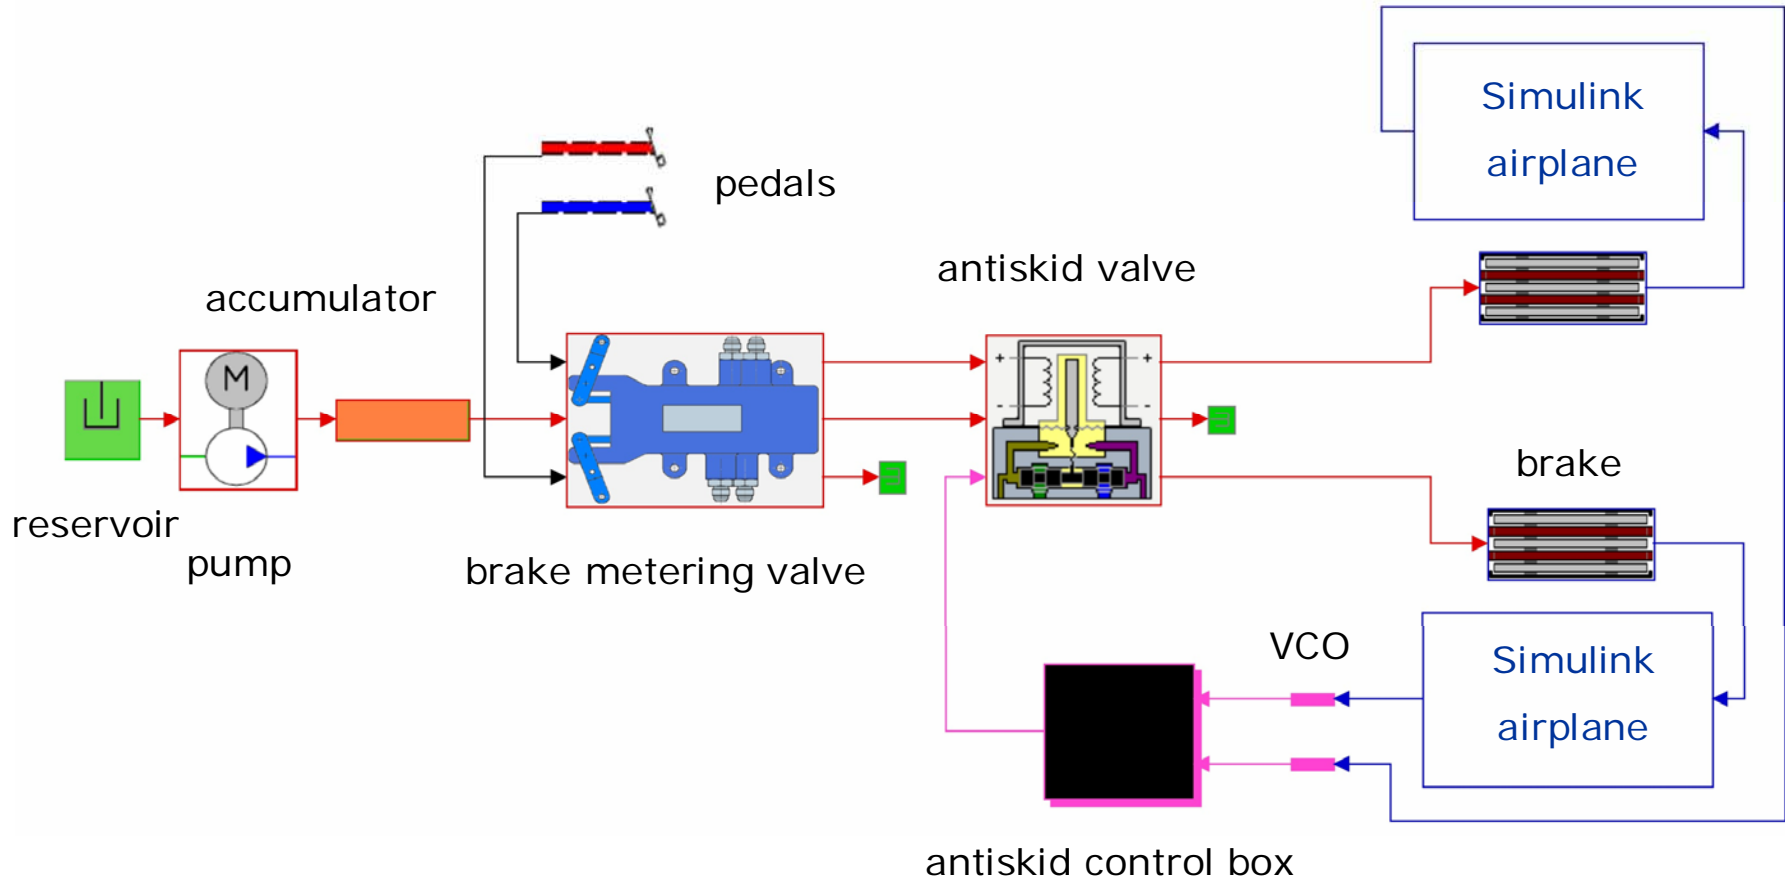 Simulink
airplane
pedals
antiskid valve
accumulator
M
+
+
-
-
brake
reservoir
pump
brake metering valve
VCO
Simulink
airplane
antiskid control box